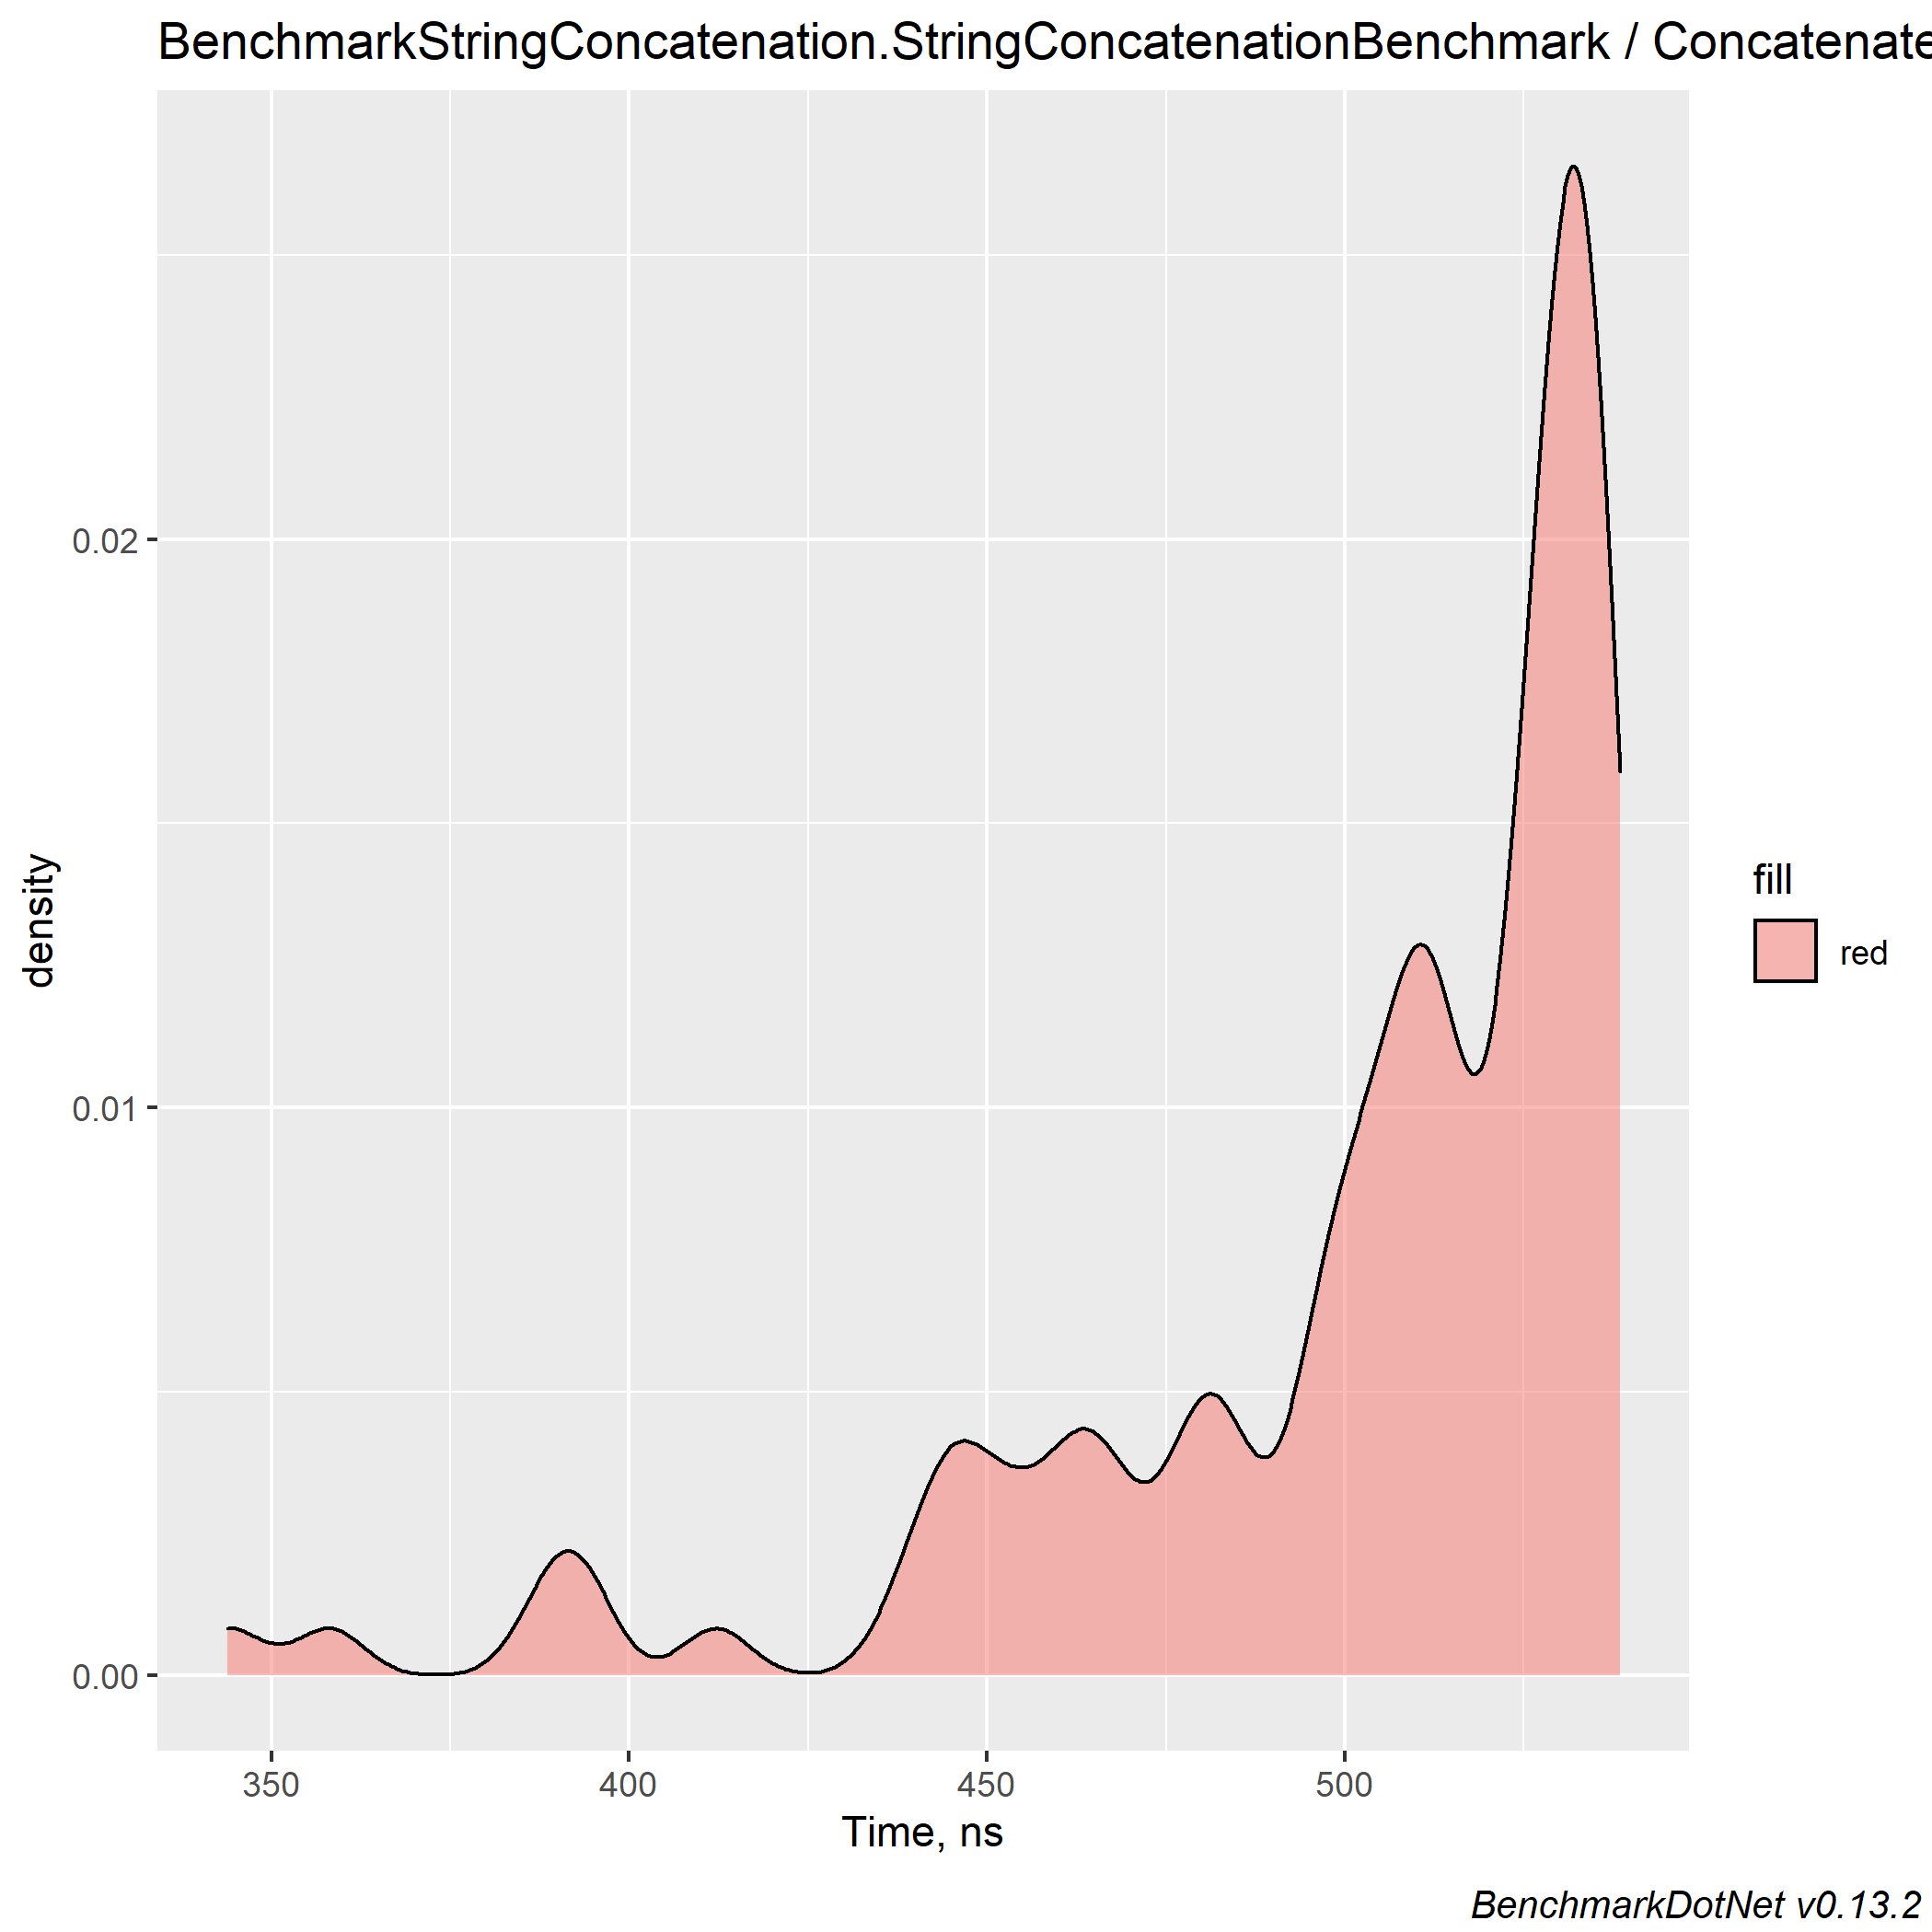 BenchmarkStringConcatenation.StringConcatenationBenchmark / Concatenate
0.02
0.01
0.00
density
350 400 450 500
Time, ns
fill
red
BenchmarkDotNet v0.13.2